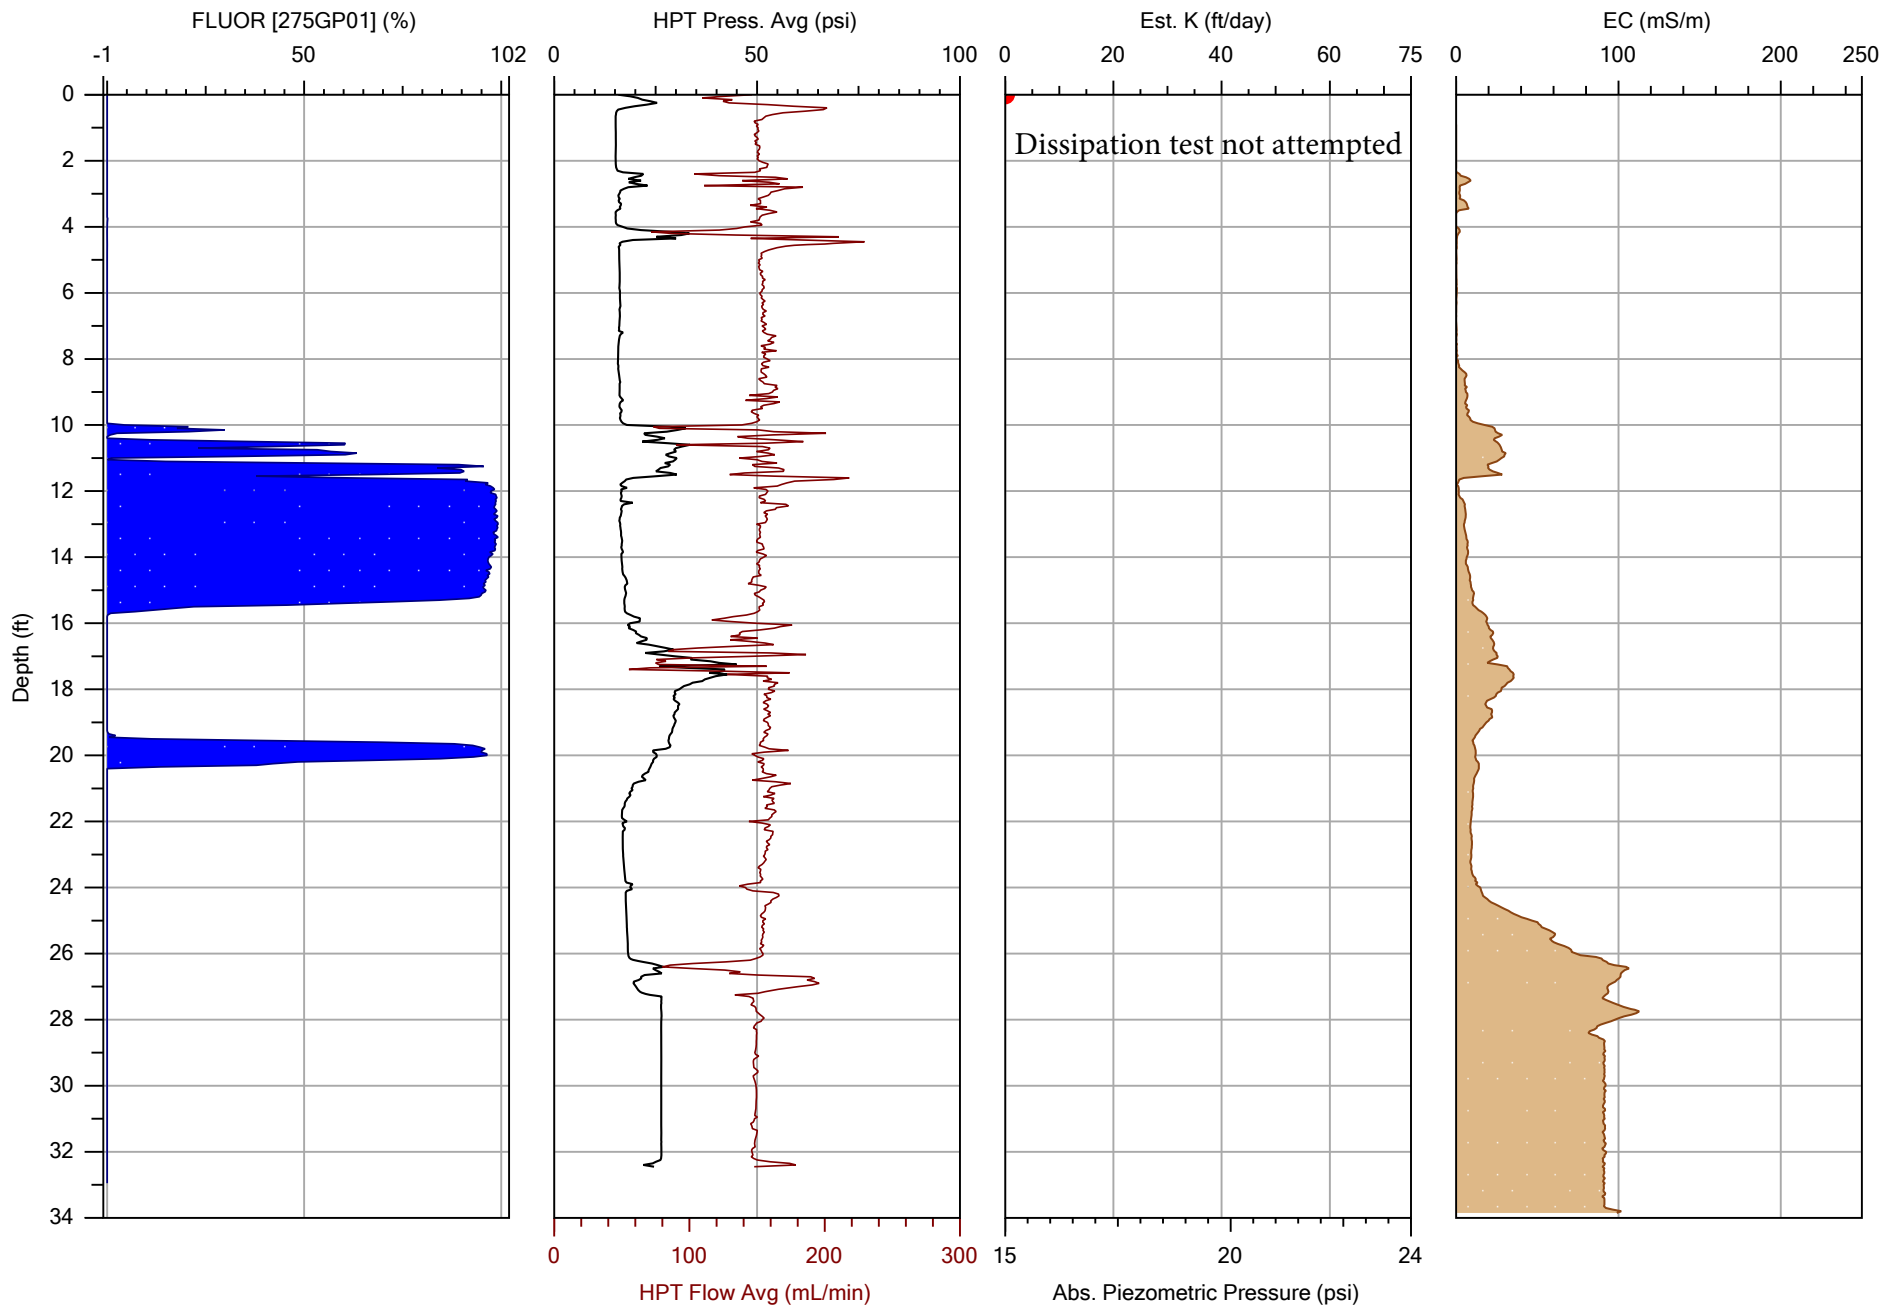 FLUOR [275GP01] (%)
HPT Press. Avg (psi)
Est. K (ft/day)
EC (mS/m)
-1 50 102
0 50 100
0 20 40 60 75
0 100 200 250
Dissipation test not attempted
Depth (ft)
0
2
4
6
8
10
12
14
16
18
20
22
24
26
28
30
32
34
0 100 200 300
15 20 24
HPT Flow Avg (mL/min)
Abs. Piezometric Pressure (psi)